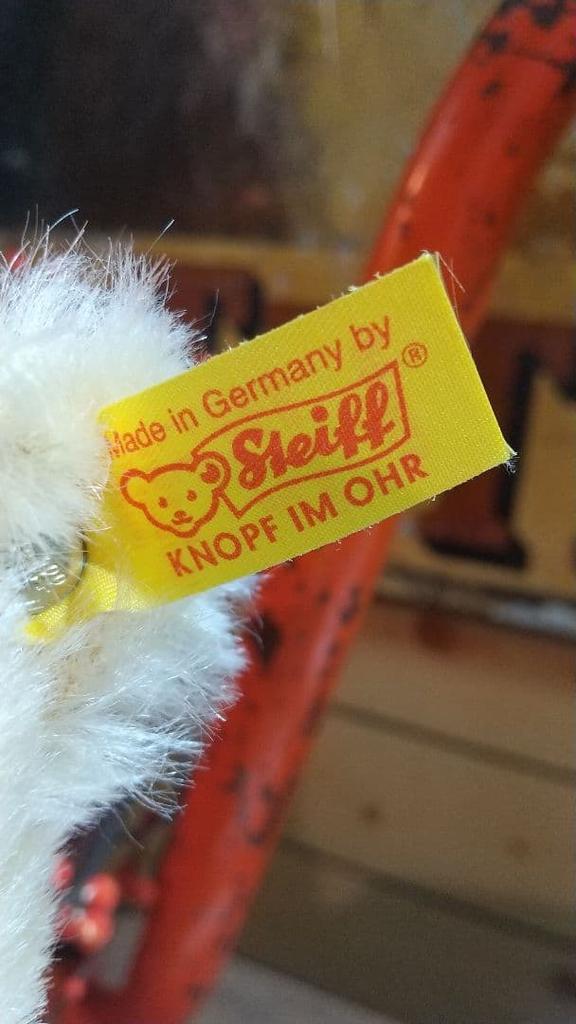 Made in Germany by
Steiff ®
KNOPF IM OHR